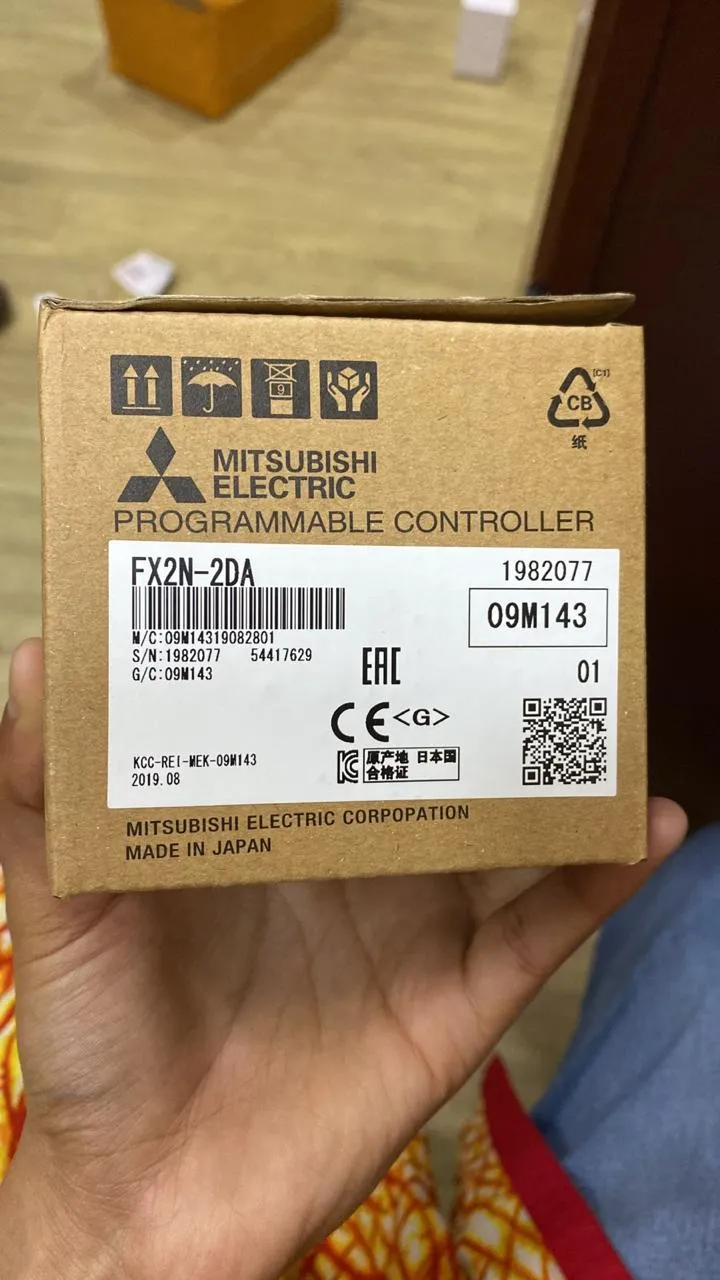 9
[C1]
CB
纸
MITSUBISHI
ELECTRIC
PROGRAMMABLE CONTROLLER
FX2N-2DA
1982077
09M143
M/C:09M14319082801
S/N:1982077 54417629
G/C:09M143
EAC
01
CE<G>
KCC-REI-MEK-09M143
2019.08
原产地 日本国
合格证
MITSUBISHI ELECTRIC CORPOPATION
MADE IN JAPAN